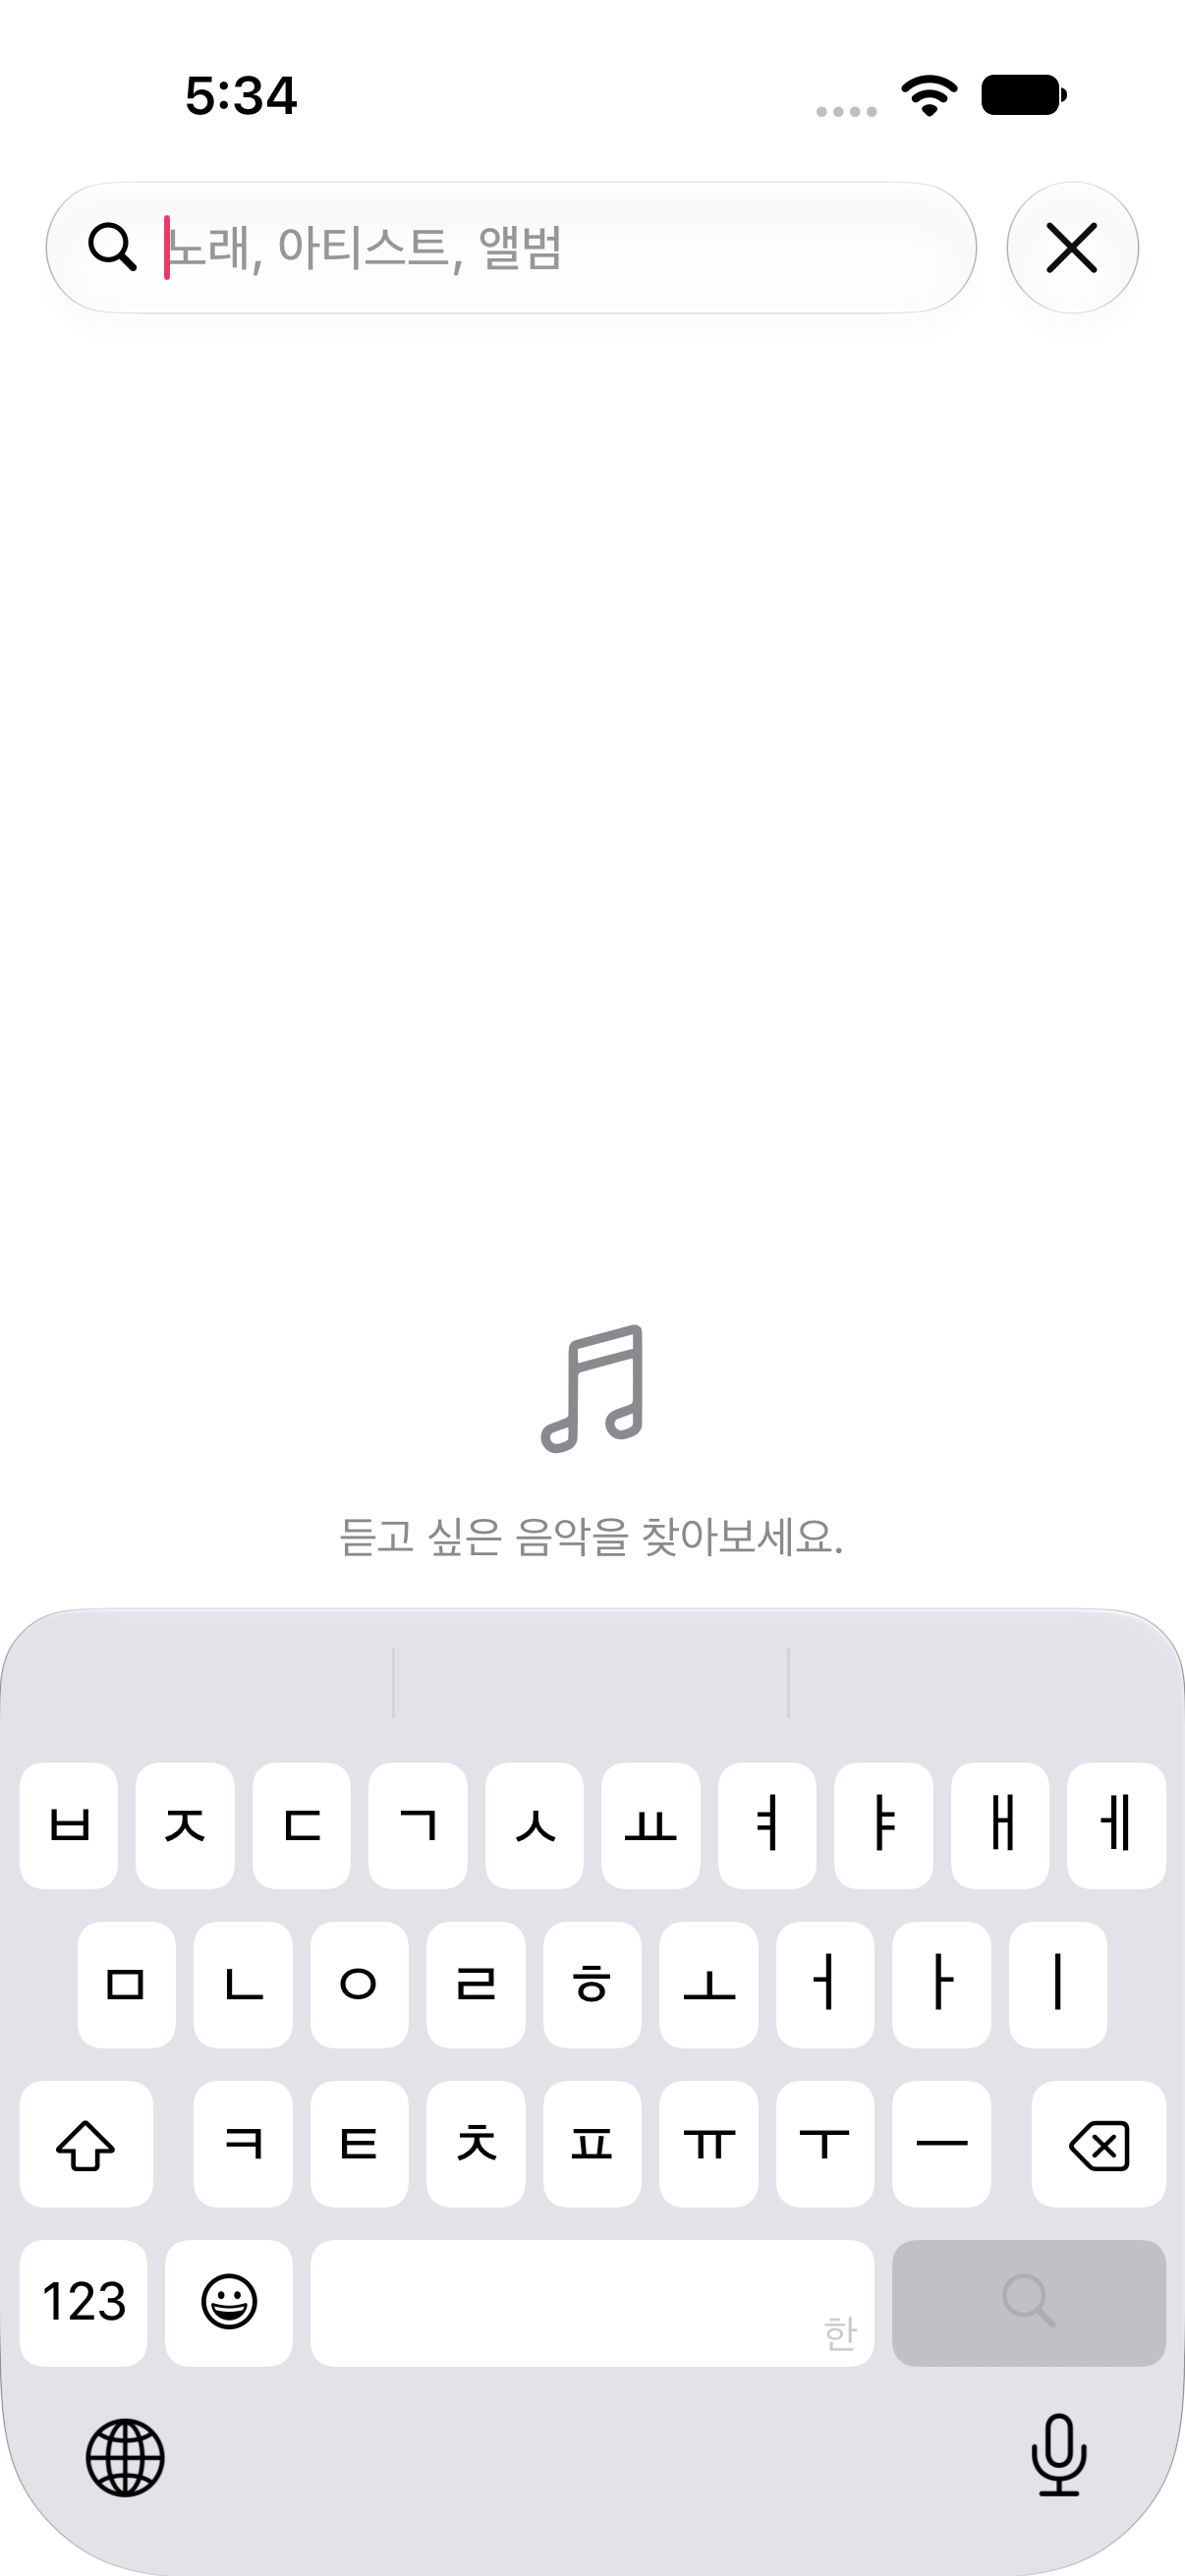 5:34
노래, 아티스트, 앨범
듣고 싶은 음악을 찾아보세요.
ㅂ ㅈ ㄷ ㄱ ㅅ ㅛ ㅕ ㅑ ㅐ ㅔ
ㅁ ㄴ ㅇ ㄹ ㅎ ㅗ ㅓ ㅏ ㅣ
ㅋ ㅌ ㅊ ㅍ ㅠ ㅜ ㅡ
123 한